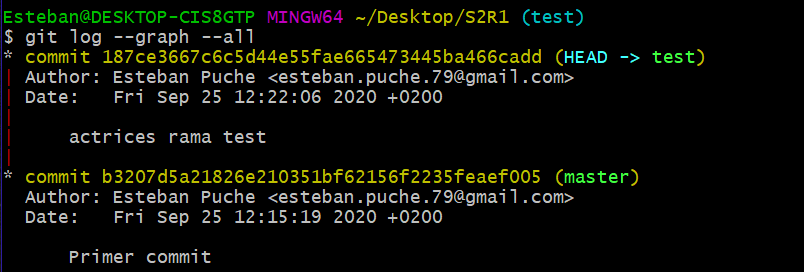 Esteban@DESKTOP-CIS8GTP MINGW64 ~/Desktop/S2R1 (test)
$ git log --graph --all
* commit 187ce3667c6c5d44e55fae665473445ba466cadd (HEAD -> test)
| Author: Esteban Puche <esteban.puche.79@gmail.com>
| Date:   Fri Sep 25 12:22:06 2020 +0200
|
|     actrices rama test
|
* commit b3207d5a21826e210351bf62156f2235feaef005 (master)
  Author: Esteban Puche <esteban.puche.79@gmail.com>
  Date:   Fri Sep 25 12:15:19 2020 +0200

      Primer commit